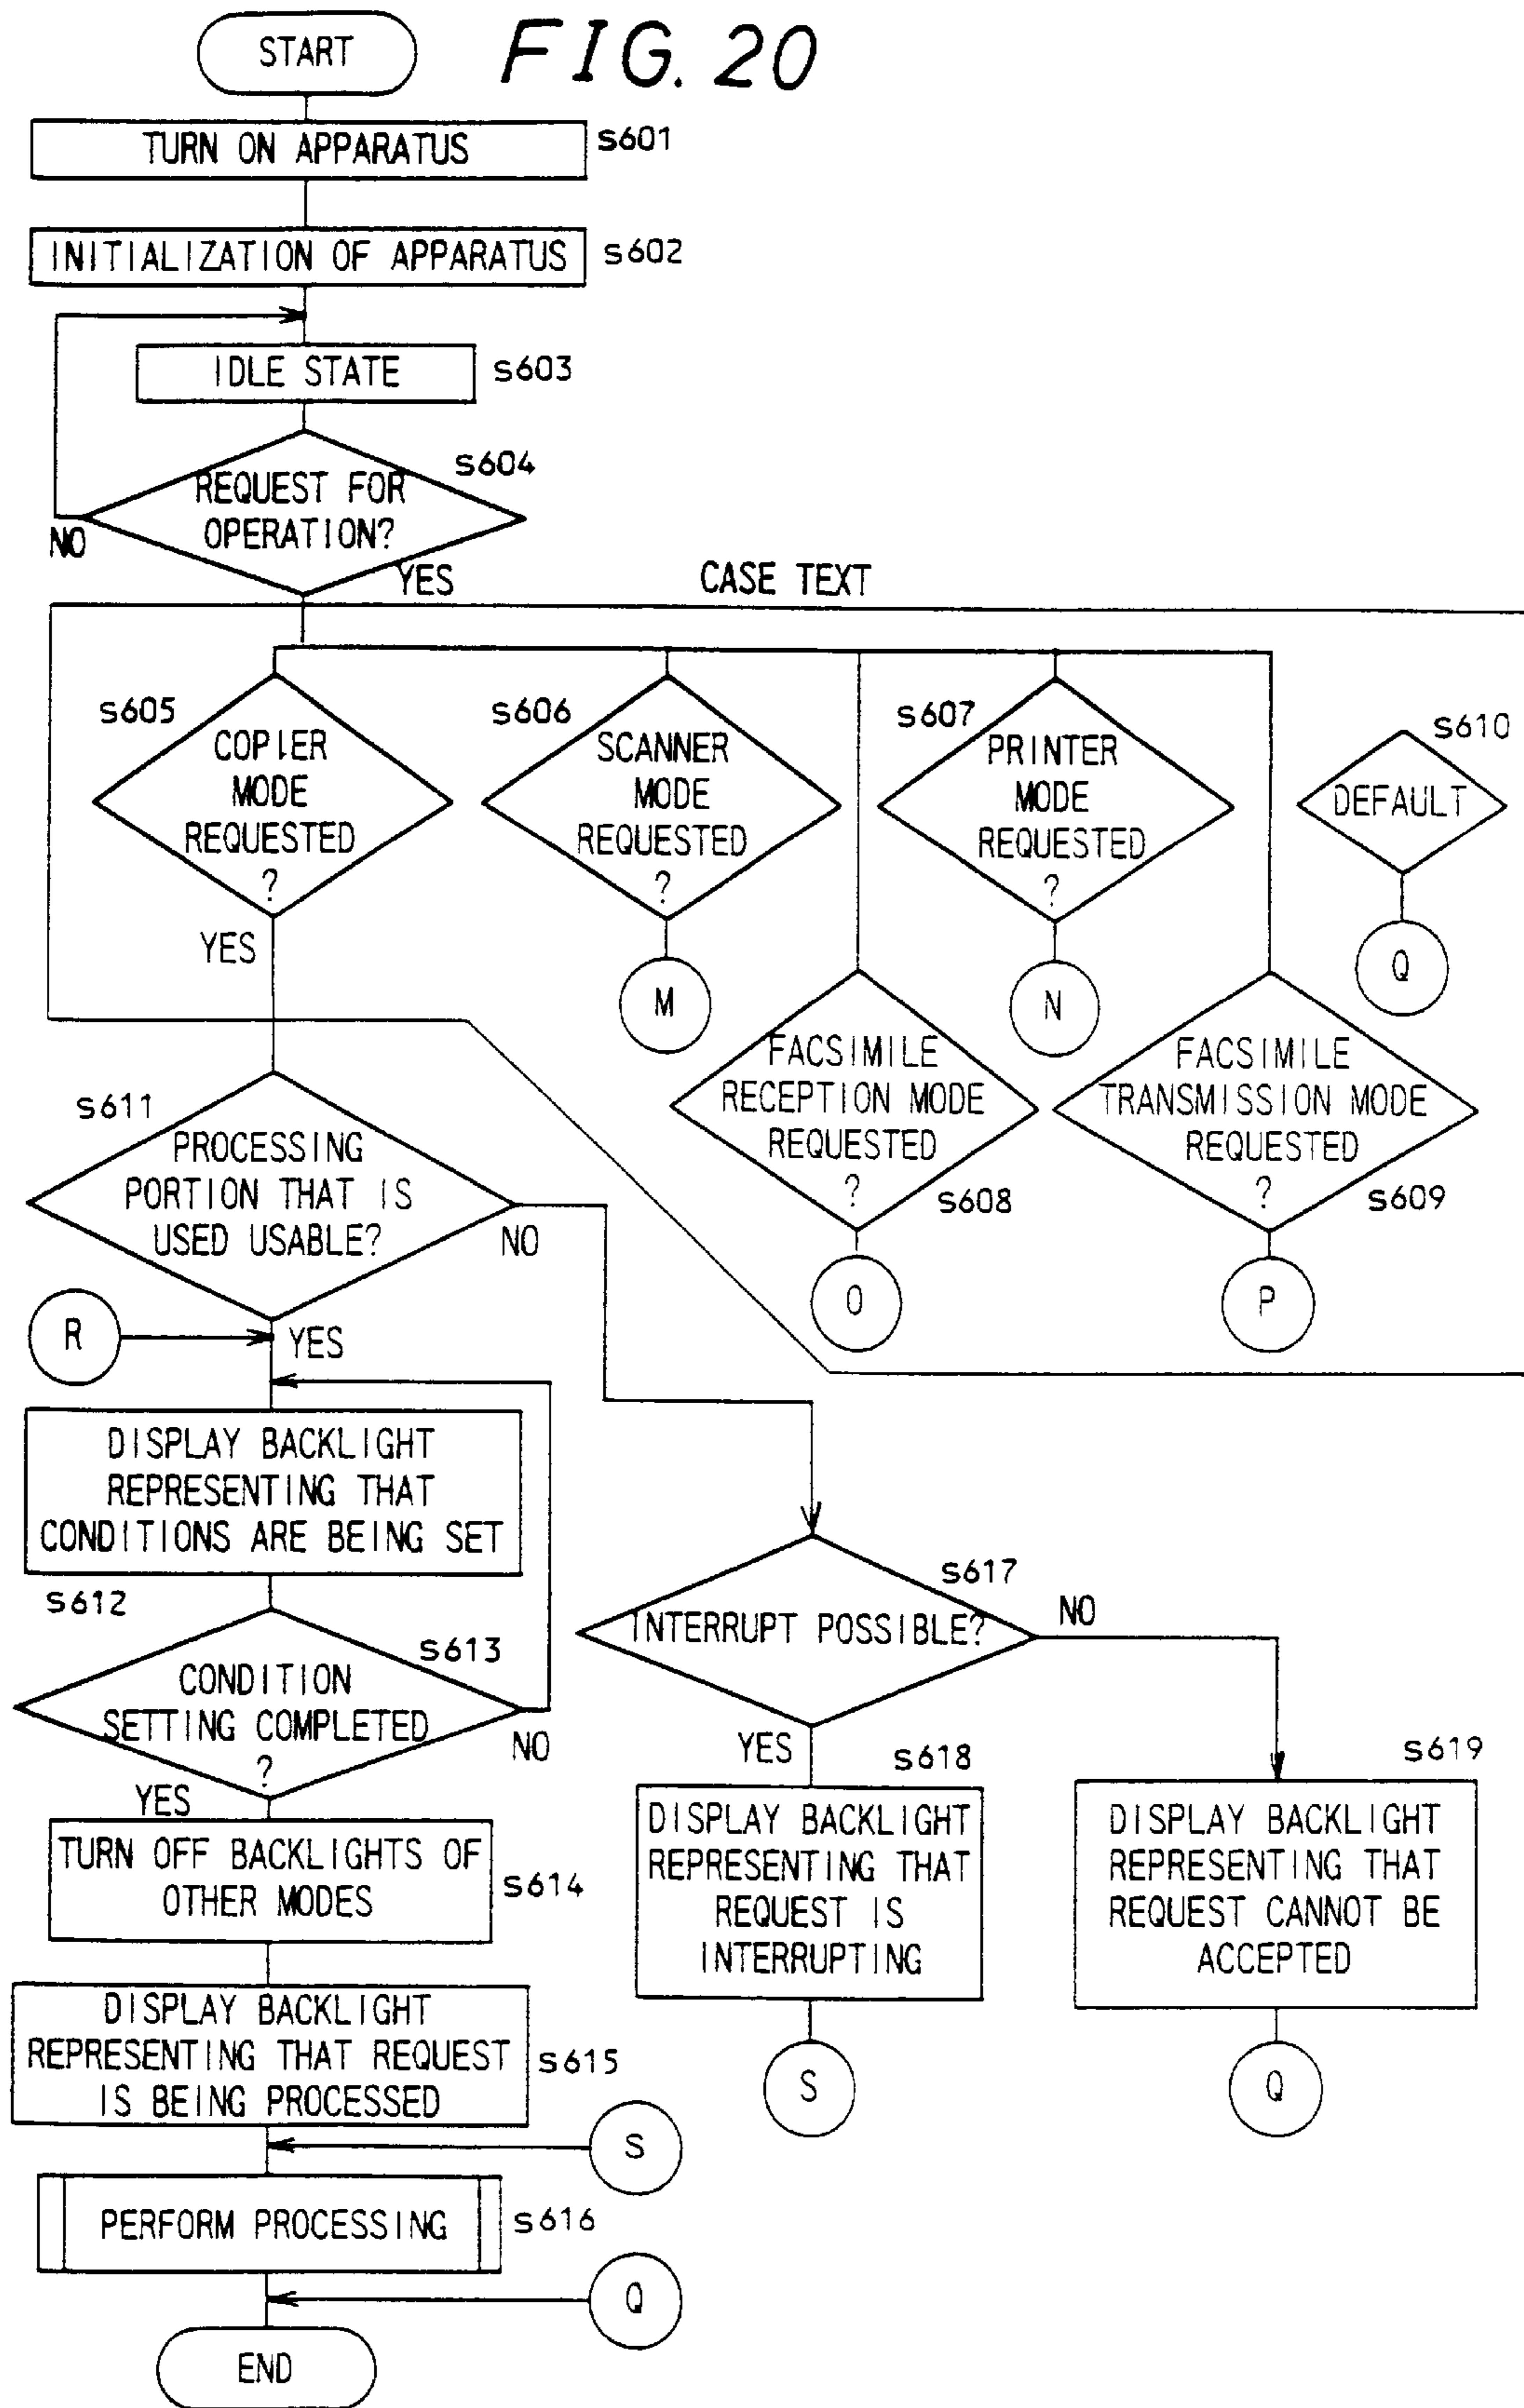 FIG. 20
START
TURN ON APPARATUS
S601
INITIALIZATION OF APPARATUS
S602
IDLE STATE
S603
S604
REQUEST FOR
OPERATION?
NO
YES
CASE TEXT
S605
COPIER
MODE
REQUESTED
?
YES
S606
SCANNER
MODE
REQUESTED
?
M
S607
PRINTER
MODE
REQUESTED
?
N
S610
DEFAULT
Q
FACSIMILE
RECEPTION MODE
REQUESTED
?
S608
O
FACSIMILE
TRANSMISSION MODE
REQUESTED
?
S609
P
S611
PROCESSING
PORTION THAT IS
USED USABLE?
NO
R
YES
DISPLAY BACKLIGHT
REPRESENTING THAT
CONDITIONS ARE BEING SET
S612
S613
CONDITION
SETTING COMPLETED
?
NO
YES
TURN OFF BACKLIGHTS OF
OTHER MODES
S614
DISPLAY BACKLIGHT
REPRESENTING THAT REQUEST
IS BEING PROCESSED
S615
S
PERFORM PROCESSING
S616
Q
END
S617
INTERRUPT POSSIBLE?
NO
YES
S618
DISPLAY BACKLIGHT
REPRESENTING THAT
REQUEST IS
INTERRUPTING
S
S619
DISPLAY BACKLIGHT
REPRESENTING THAT
REQUEST CANNOT BE
ACCEPTED
Q